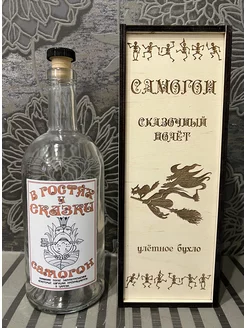 В ГОСТЯХ
У
СКАЗКИ
САМОГОН
САМОГОН
СКАЗОЧНЫЙ
ПОЛЁТ
улётное бухло